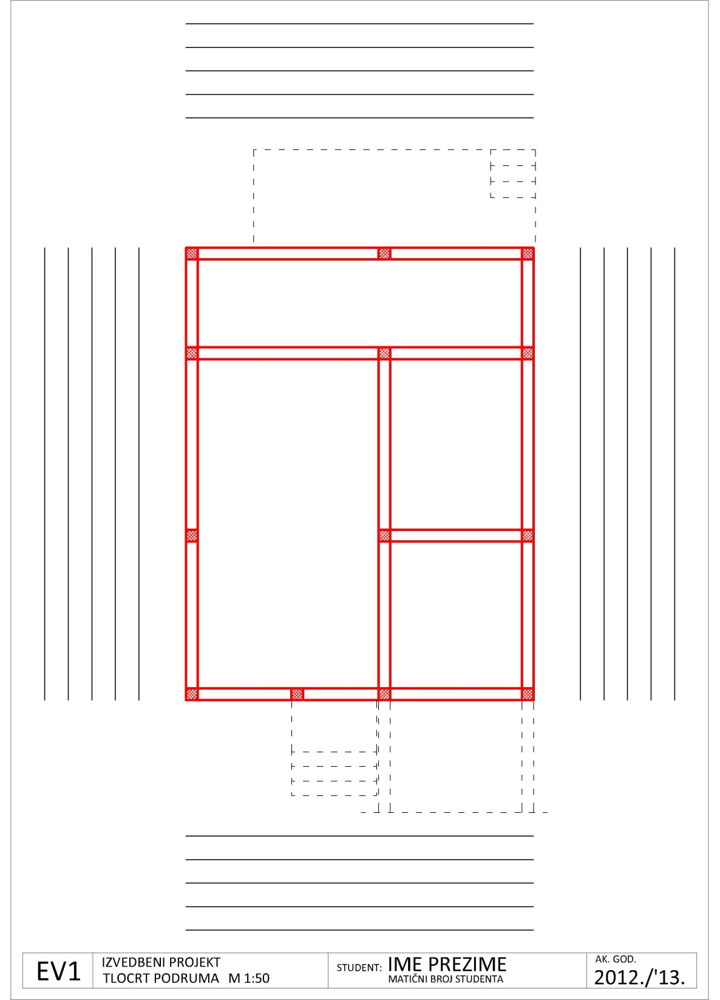 EV1
IZVEDBENI PROJEKT
TLOCRT PODRUMA M 1:50
STUDENT: IME PREZIME
MATIČNI BROJ STUDENTA
AK. GOD.
2012./'13.